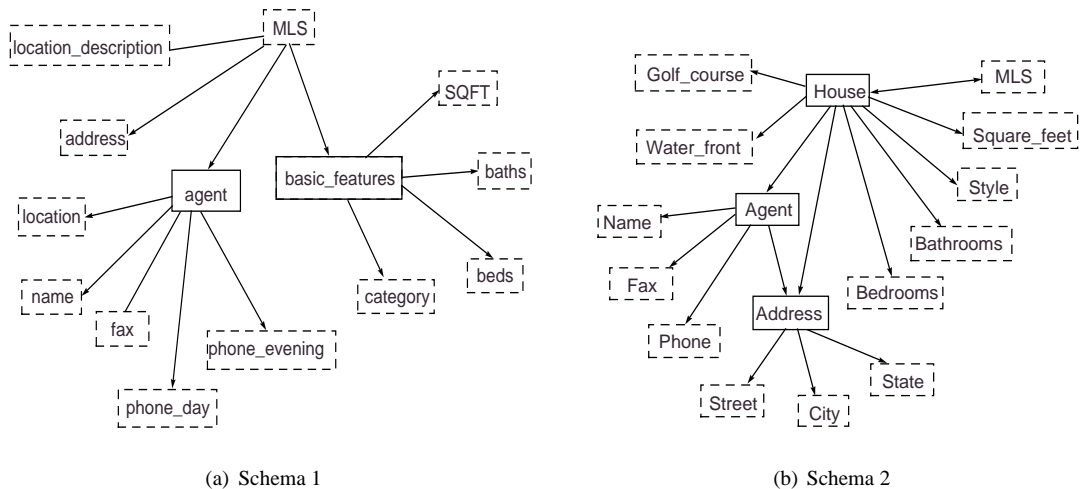 MLS
location_description
SQFT
address
baths
basic_features
agent
location
beds
name
category
fax
phone_evening
phone_day
(a) Schema 1
Golf_course
MLS
House
Water_front
Square_feet
Style
Name
Agent
Bathrooms
Fax
Bedrooms
Address
Phone
State
Street
City
(b) Schema 2